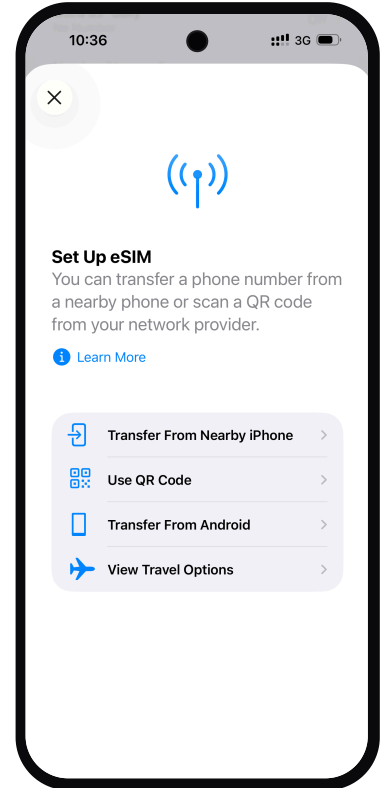 10:36
3G
Set Up eSIM
You can transfer a phone number from
a nearby phone or scan a QR code
from your network provider.
Learn More
Transfer From Nearby iPhone
Use QR Code
Transfer From Android
View Travel Options